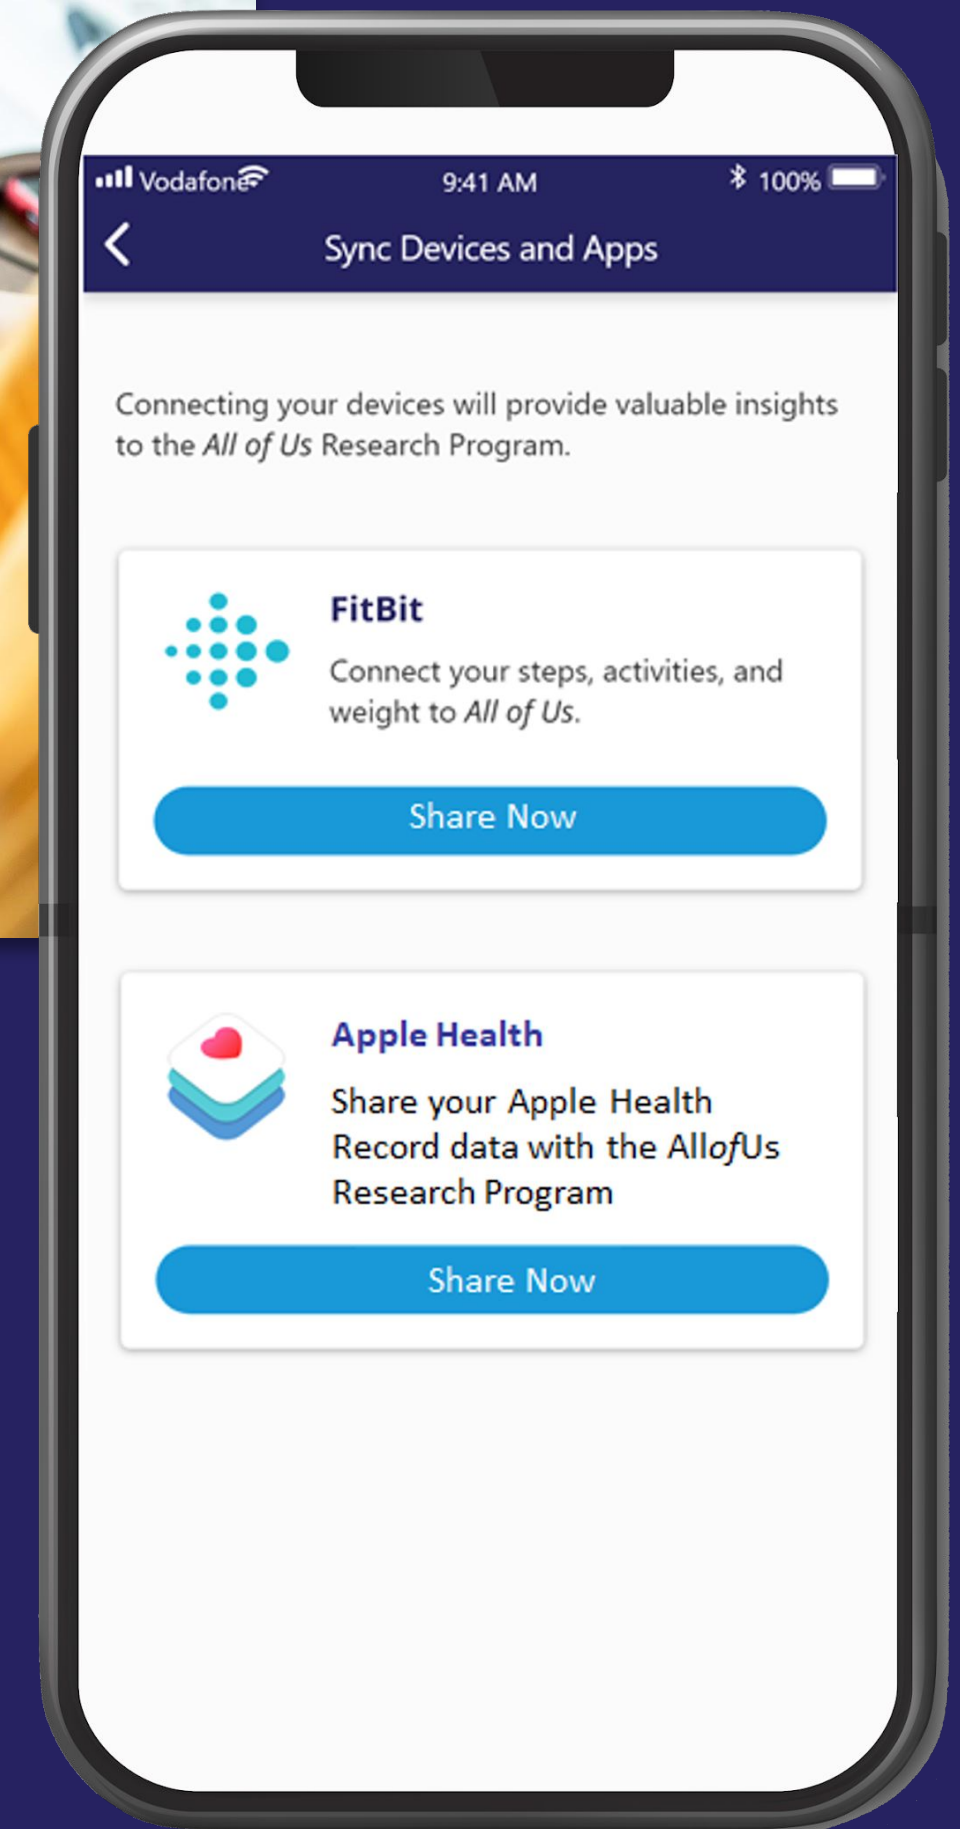 Vodafone 9:41 AM 100%
Sync Devices and Apps
Connecting your devices will provide valuable insights
to the All of Us Research Program.
FitBit
Connect your steps, activities, and
weight to All of Us.
Share Now
Apple Health
Share your Apple Health
Record data with the AllofUs
Research Program
Share Now